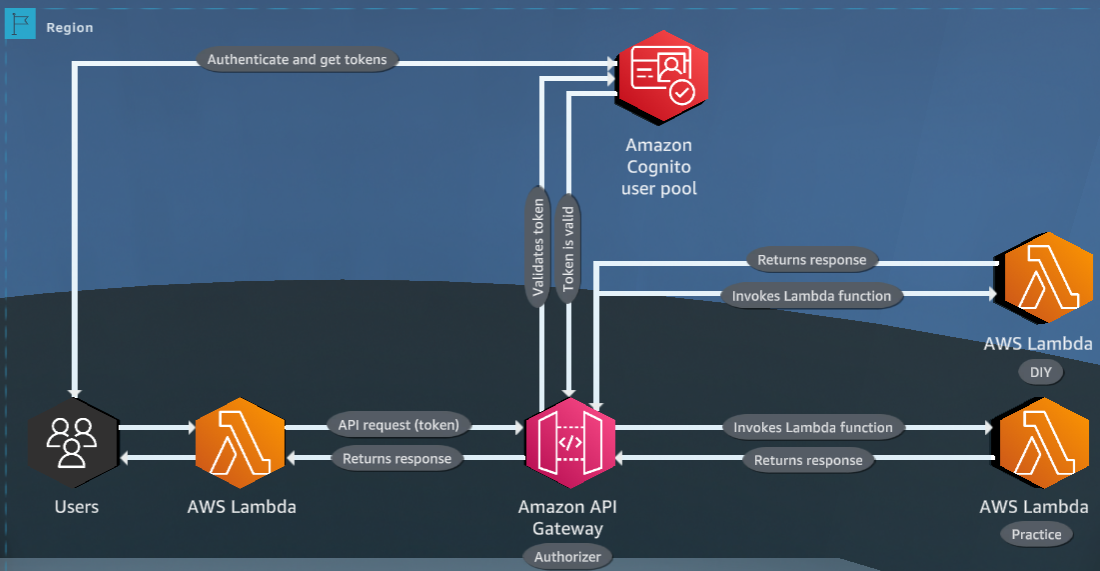 Region
Authenticate and get tokens
Amazon
Cognito
user pool
Validates token
Token is valid
Returns response
Invokes Lambda function
AWS Lambda
DIY
API request (token)
Returns response
Invokes Lambda function
Returns response
Users
AWS Lambda
Amazon API
Gateway
Authorizer
AWS Lambda
Practice